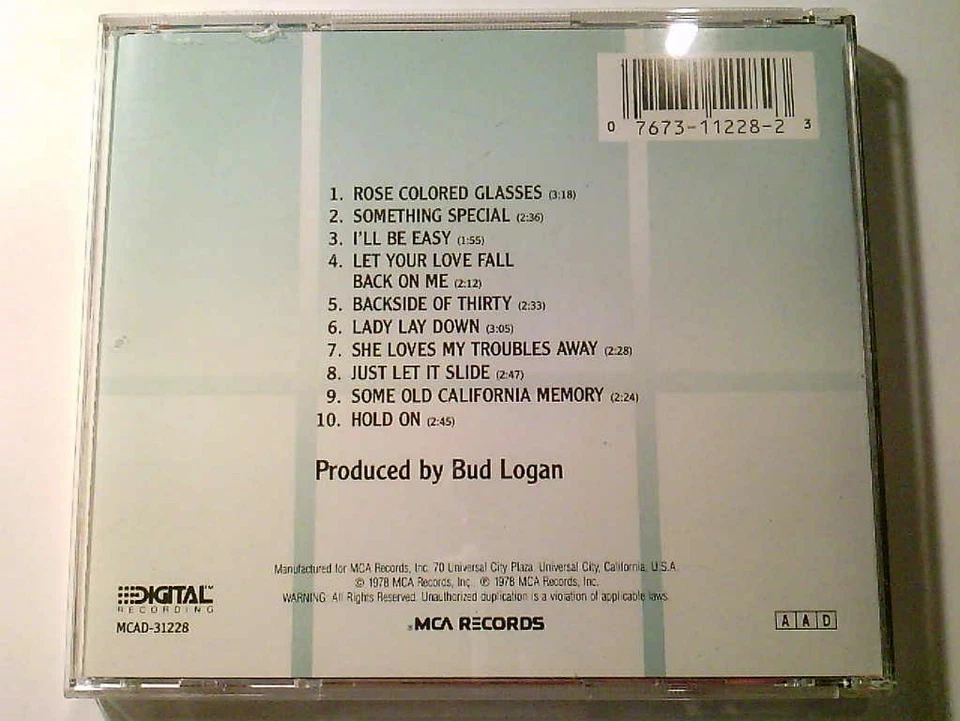 0 7673-11228-2 3
1. ROSE COLORED GLASSES (3:18)
2. SOMETHING SPECIAL (2:36)
3. I'LL BE EASY (1:55)
4. LET YOUR LOVE FALL
BACK ON ME (2:12)
5. BACKSIDE OF THIRTY (2:33)
6. LADY LAY DOWN (3:05)
7. SHE LOVES MY TROUBLES AWAY (2:28)
8. JUST LET IT SLIDE (2:47)
9. SOME OLD CALIFORNIA MEMORY (2:24)
10. HOLD ON (2:45)
Produced by Bud Logan
Manufactured for MCA Records, Inc. 70 Universal City Plaza, Universal City, California, U.S.A.
© 1978 MCA Records, Inc. ℗ 1978 MCA Records, Inc.
WARNING: All Rights Reserved. Unauthorized duplication is a violation of applicable laws.
DIGITAL™
RECORDING
MCAD-31228
MCA RECORDS
A A D